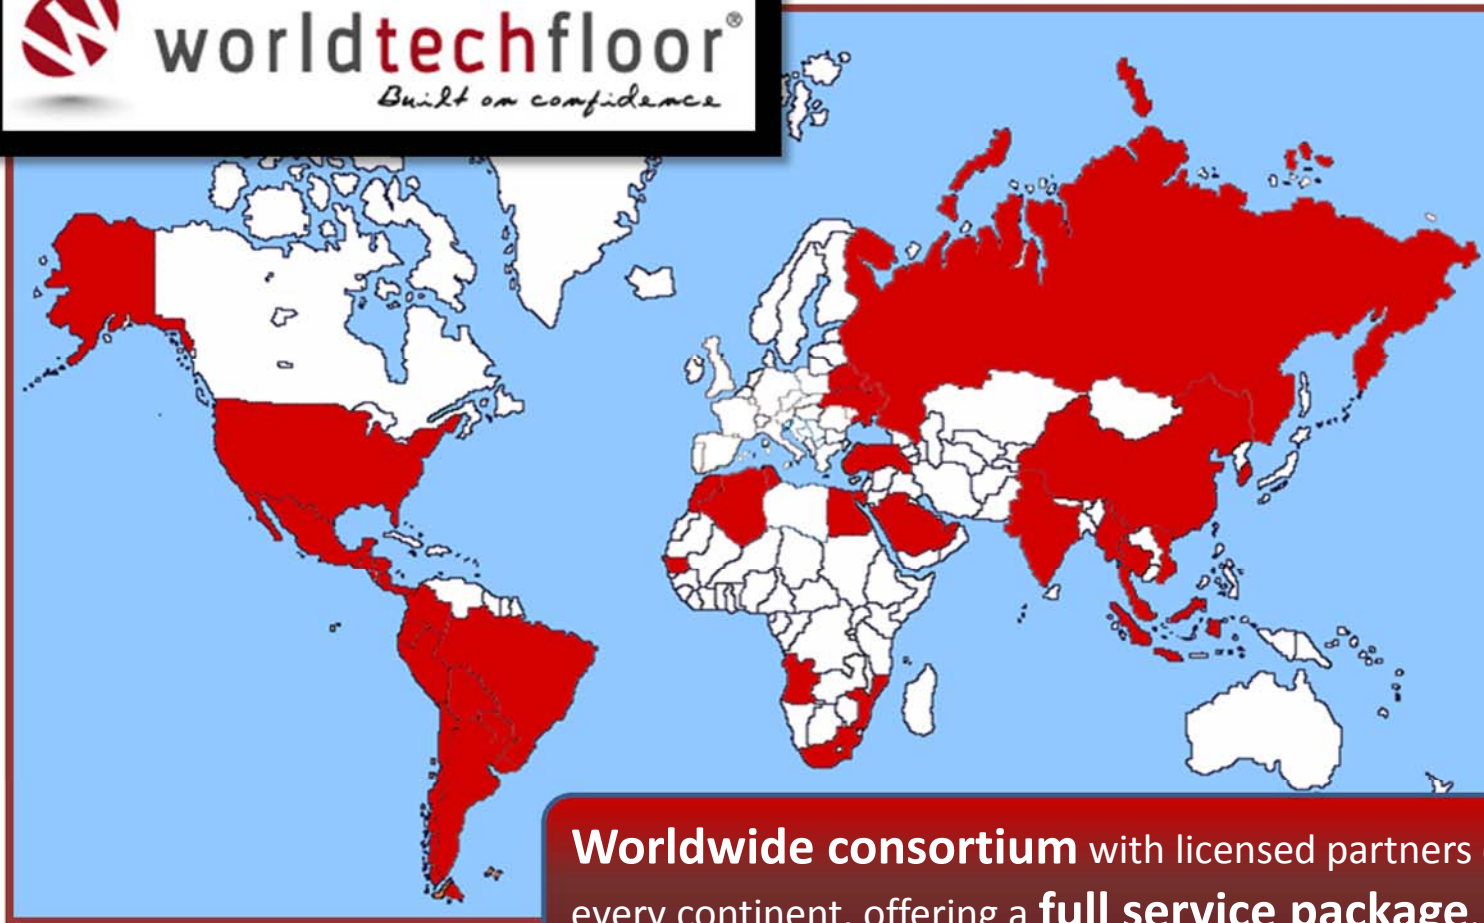 worldtechfloor®
Built on confidence
Worldwide consortium with licensed partners
every continent, offering a full service package